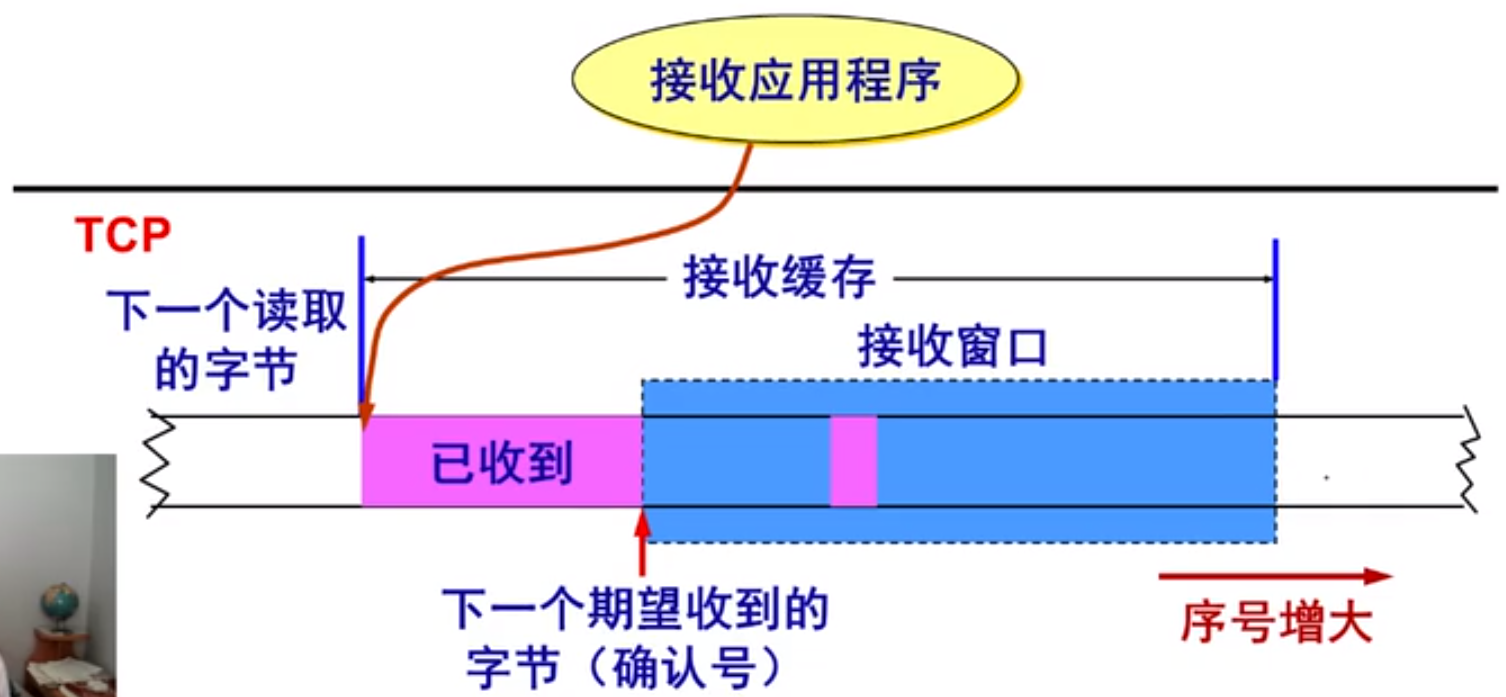 接收应用程序
TCP
接收缓存
下一个读取
的字节
接收窗口
已收到
下一个期望收到的
字节（确认号）
序号增大